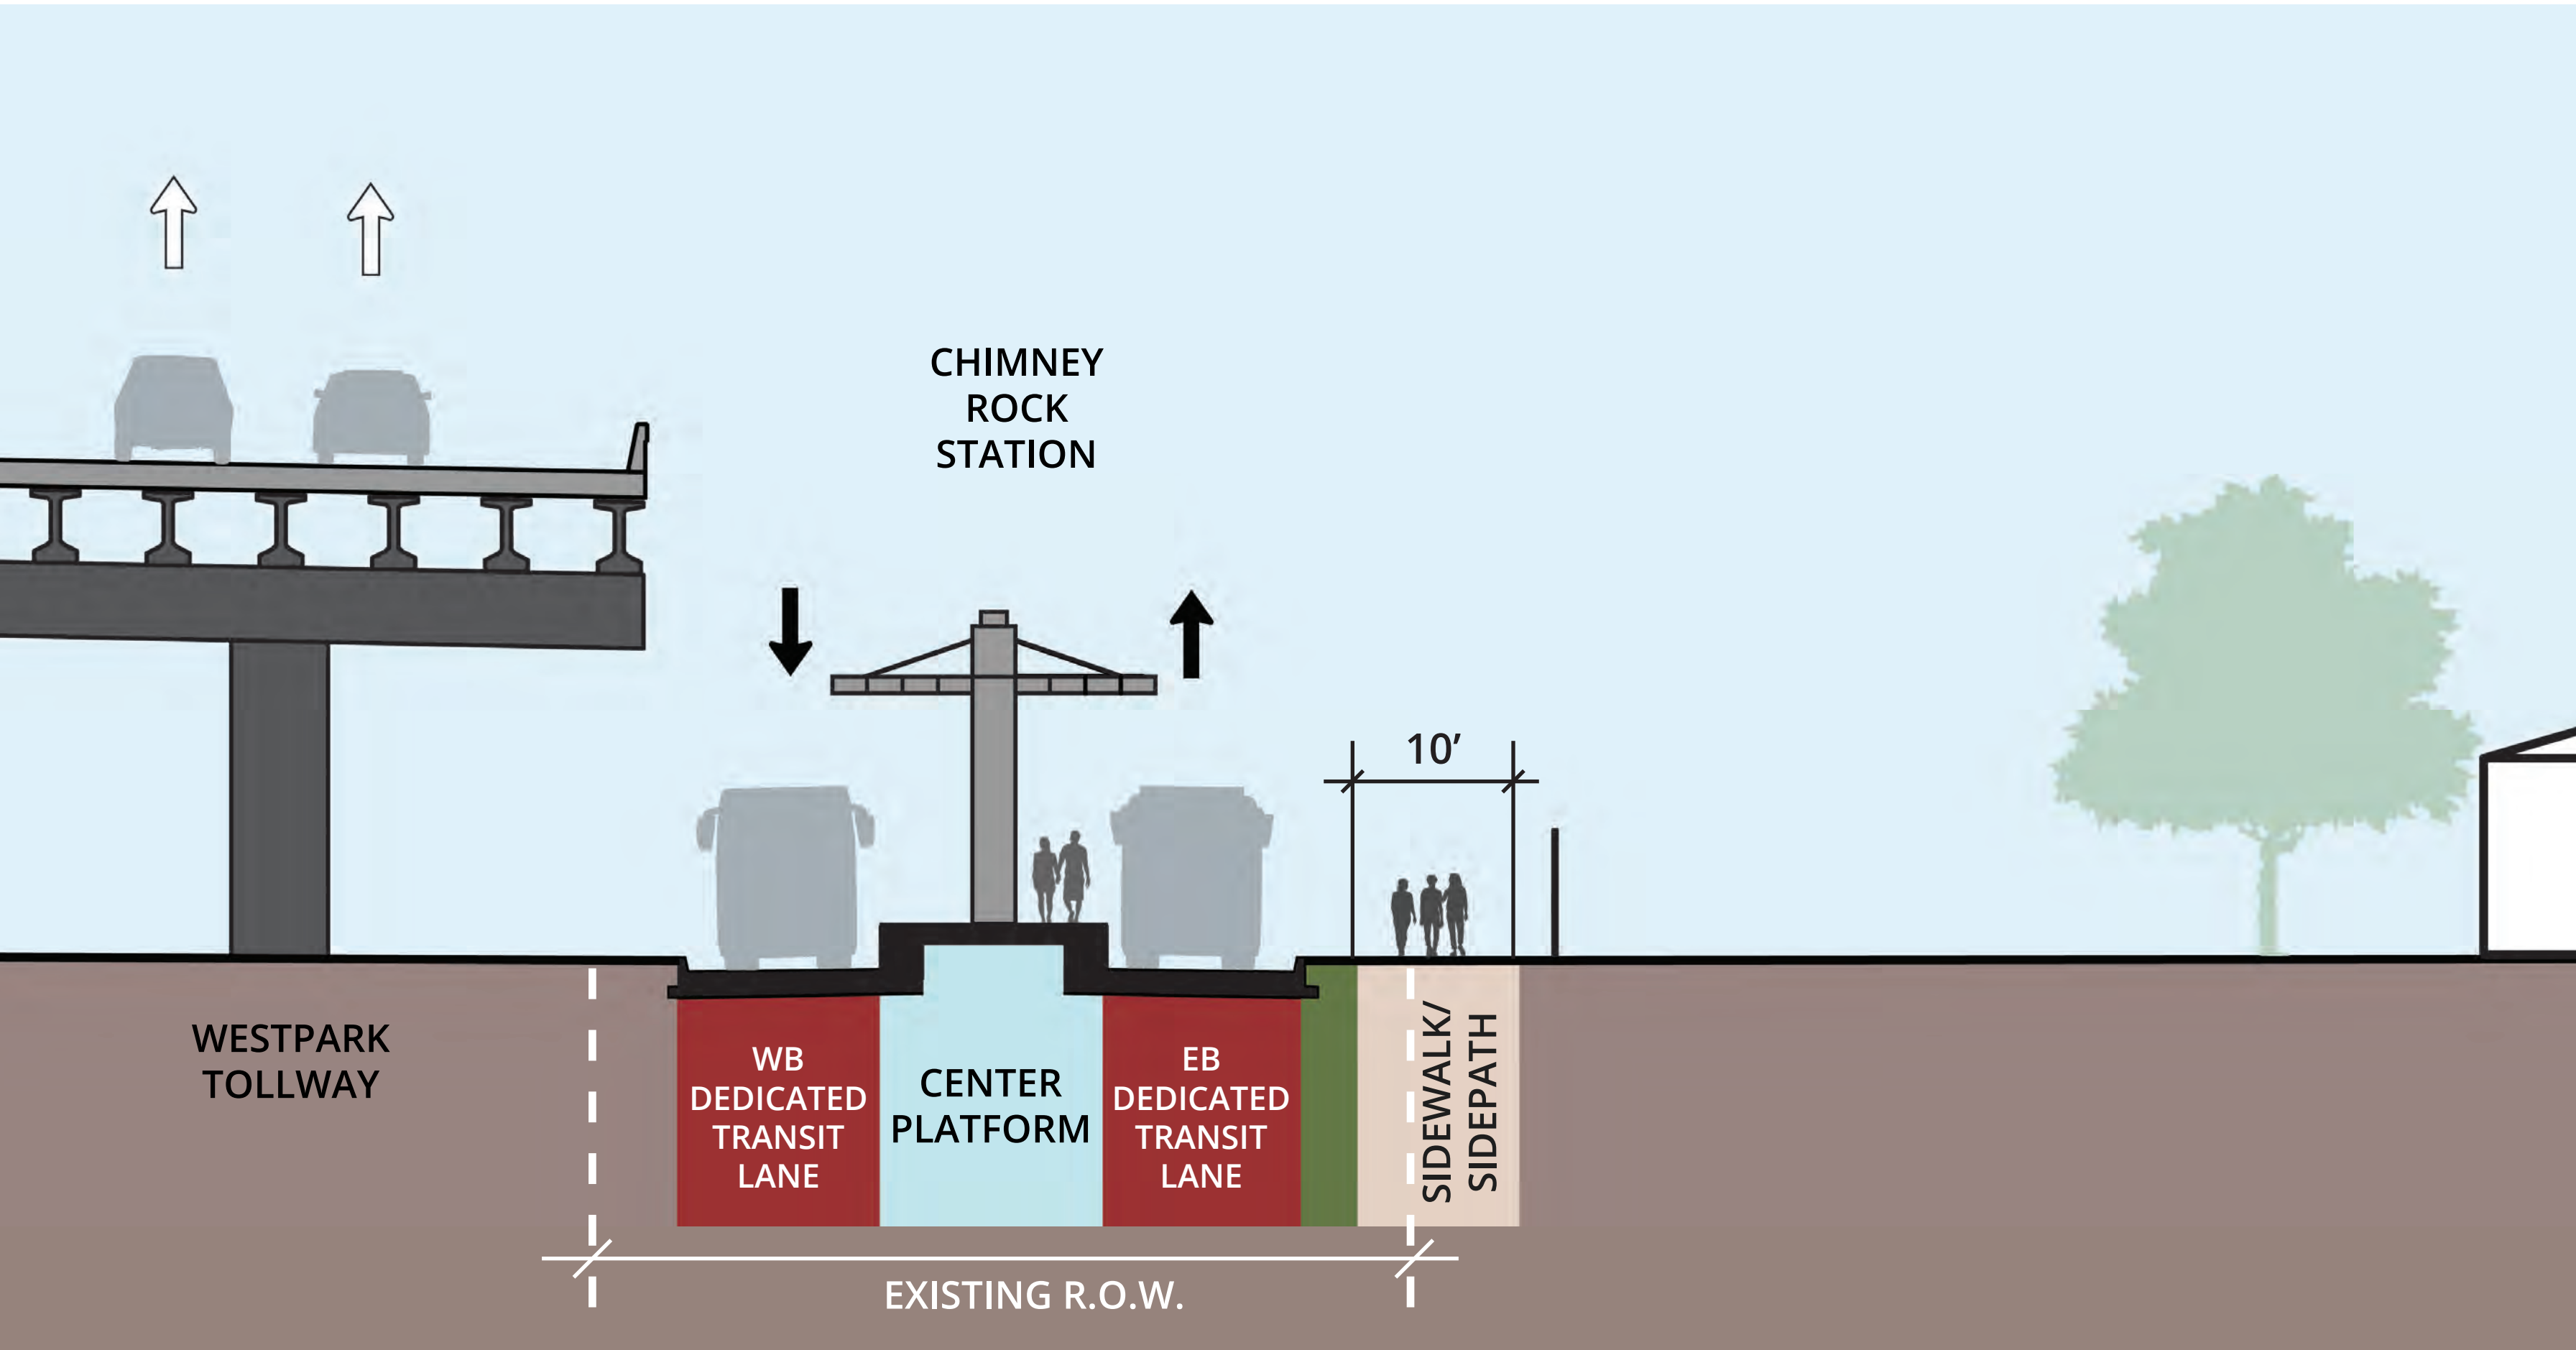 CHIMNEY
ROCK
STATION
10’
WESTPARK
TOLLWAY
WB
DEDICATED
TRANSIT
LANE
CENTER
PLATFORM
EB
DEDICATED
TRANSIT
LANE
SIDEWALK/
SIDEPATH
EXISTING R.O.W.